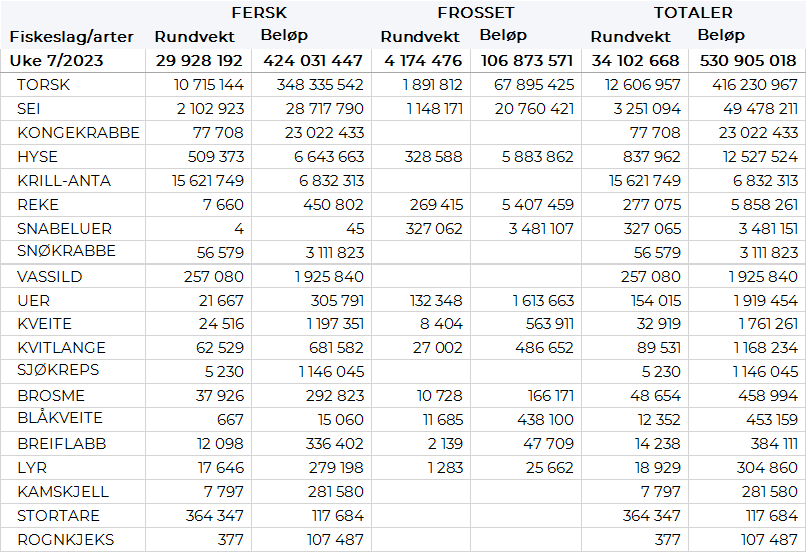 FERSK FROSSET TOTALER
Fiskeslag/arter Rundvekt Beløp Rundvekt Beløp Rundvekt Beløp
Uke 7/2023 29 928 192 424 031 447 4 174 476 106 873 571 34 102 668 530 905 018
TORSK 10 715 144 348 335 542 1 891 812 67 895 425 12 606 957 416 230 967
SEI 2 102 923 28 717 790 1 148 171 20 760 421 3 251 094 49 478 211
KONGEKRABBE 77 708 23 022 433 77 708 23 022 433
HYSE 509 373 6 643 663 328 588 5 883 862 837 962 12 527 524
KRILL-ANTA 15 621 749 6 832 313 15 621 749 6 832 313
REKE 7 660 450 802 269 415 5 407 459 277 075 5 858 261
SNABELUER 4 45 327 062 3 481 107 327 065 3 481 151
SNØKRABBE 56 579 3 111 823 56 579 3 111 823
VASSILD 257 080 1 925 840 257 080 1 925 840
UER 21 667 305 791 132 348 1 613 663 154 015 1 919 454
KVEITE 24 516 1 197 351 8 404 563 911 32 919 1 761 261
KVITLANGE 62 529 681 582 27 002 486 652 89 531 1 168 234
SJØKREPS 5 230 1 146 045 5 230 1 146 045
BROSME 37 926 292 823 10 728 166 171 48 654 458 994
BLÅKVEITE 667 15 060 11 685 438 100 12 352 453 159
BREIFLABB 12 098 336 402 2 139 47 709 14 238 384 111
LYR 17 646 279 198 1 283 25 662 18 929 304 860
KAMSKJELL 7 797 281 580 7 797 281 580
STORTARE 364 347 117 684 364 347 117 684
ROGNKJEKS 377 107 487 377 107 487